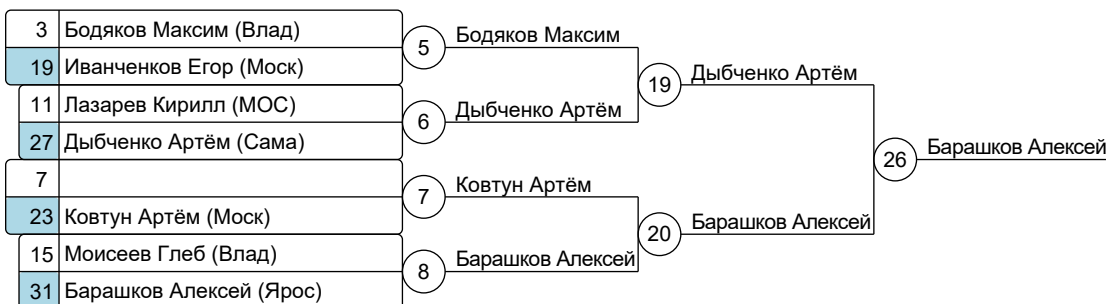 3 Бодяков Максим (Влад)
19 Иванченков Егор (Моск)
5 Бодяков Максим
11 Лазарев Кирилл (МОС)
27 Дыбченко Артём (Сама)
6 Дыбченко Артём
19 Дыбченко Артём
7
23 Ковтун Артём (Моск)
7 Ковтун Артём
15 Моисеев Глеб (Влад)
31 Барашков Алексей (Ярос)
8 Барашков Алексей
20 Барашков Алексей
26 Барашков Алексей